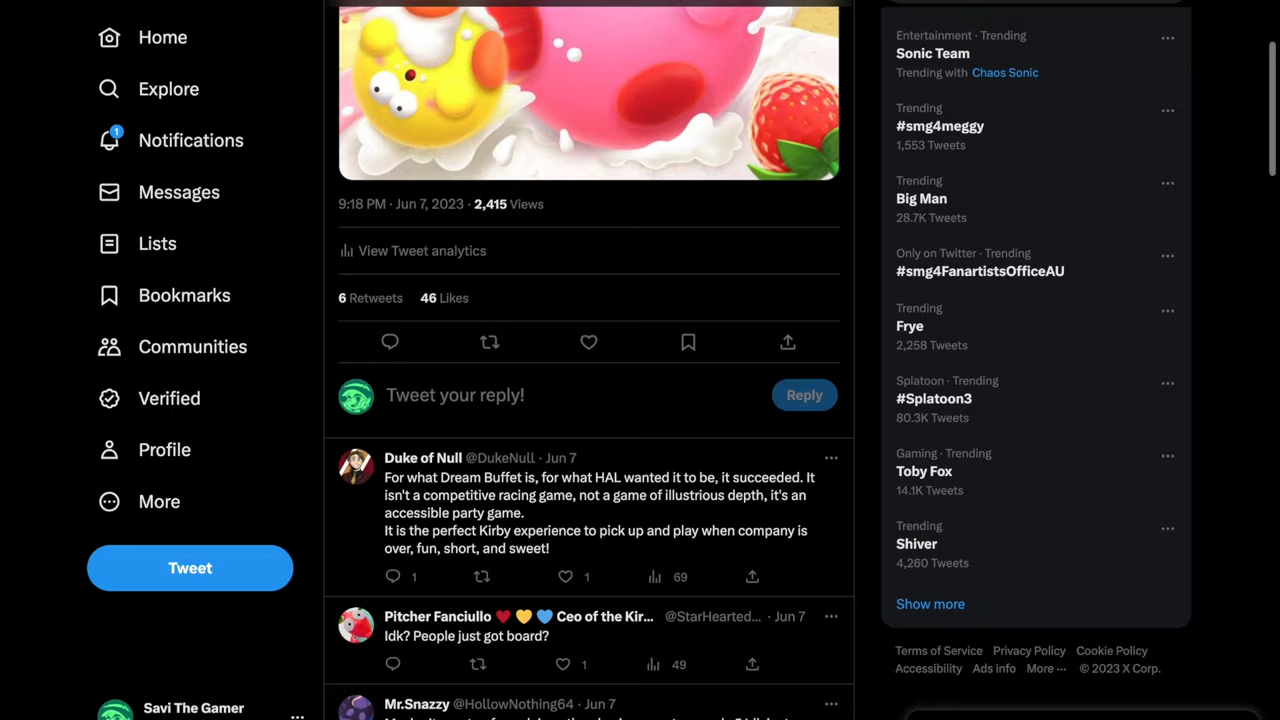 Home
Explore
1
Notifications
Messages
Lists
Bookmarks
Communities
Verified
Profile
More
Tweet
Savi The Gamer
9:18 PM · Jun 7, 2023 · 2,415 Views
View Tweet analytics
6 Retweets 46 Likes
Tweet your reply!
Reply
Duke of Null @DukeNull · Jun 7
For what Dream Buffet is, for what HAL wanted it to be, it succeeded. It
isn't a competitive racing game, not a game of illustrious depth, it's an
accessible party game.
It is the perfect Kirby experience to pick up and play when company is
over, fun, short, and sweet!
1 1 69
Pitcher Fanciullo ❤️ 💛 💙 Ceo of the Kir... @StarHearted... · Jun 7
Idk? People just got board?
1 49
Mr.Snazzy @HollowNothing64 · Jun 7
Entertainment · Trending
Sonic Team
Trending with Chaos Sonic
Trending
#smg4meggy
1,553 Tweets
Trending
Big Man
28.7K Tweets
Only on Twitter · Trending
#smg4FanartistsOfficeAU
Trending
Frye
2,258 Tweets
Splatoon · Trending
#Splatoon3
80.3K Tweets
Gaming · Trending
Toby Fox
14.1K Tweets
Trending
Shiver
4,260 Tweets
Show more
Terms of Service Privacy Policy Cookie Policy
Accessibility Ads info More ··· © 2023 X Corp.